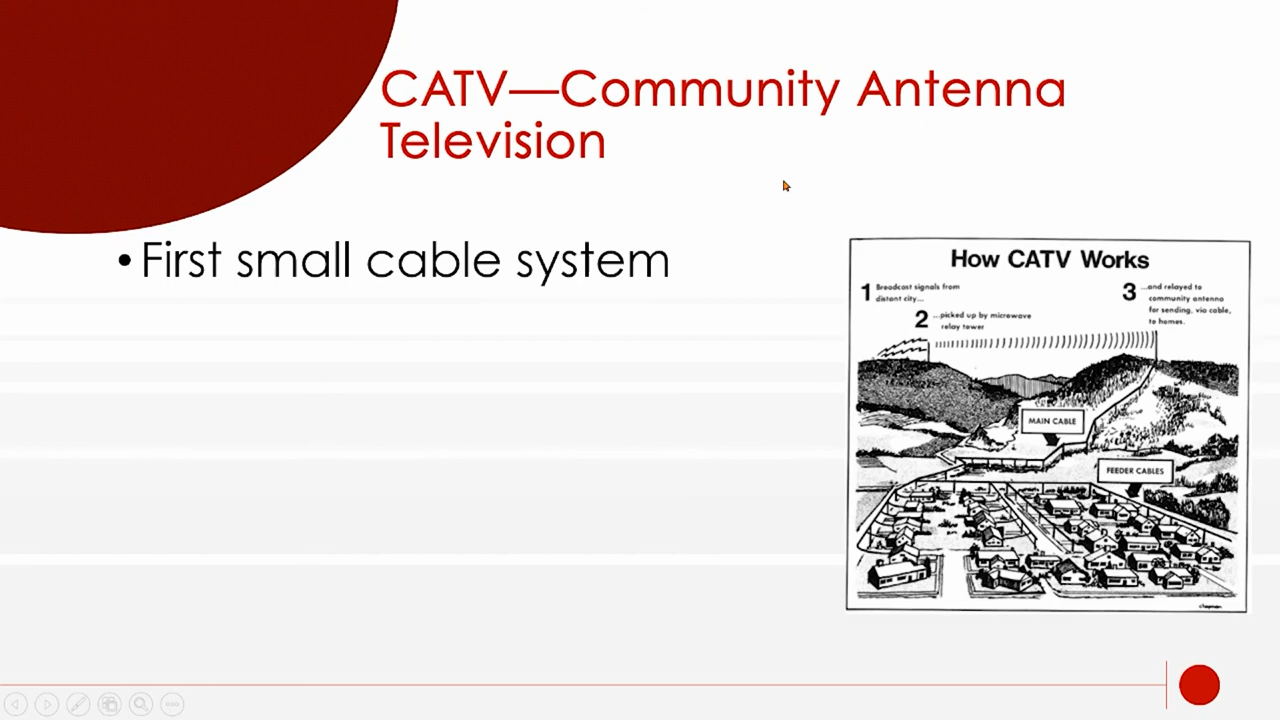 CATV—Community Antenna
Television
•First small cable system
How CATV Works
1 Broadcast signals from
distant city...
2 ...picked up by microwave
relay tower
3 ...and relayed to
community antenna
for sending, via cable,
to homes.
MAIN CABLE
FEEDER CABLES
chapman